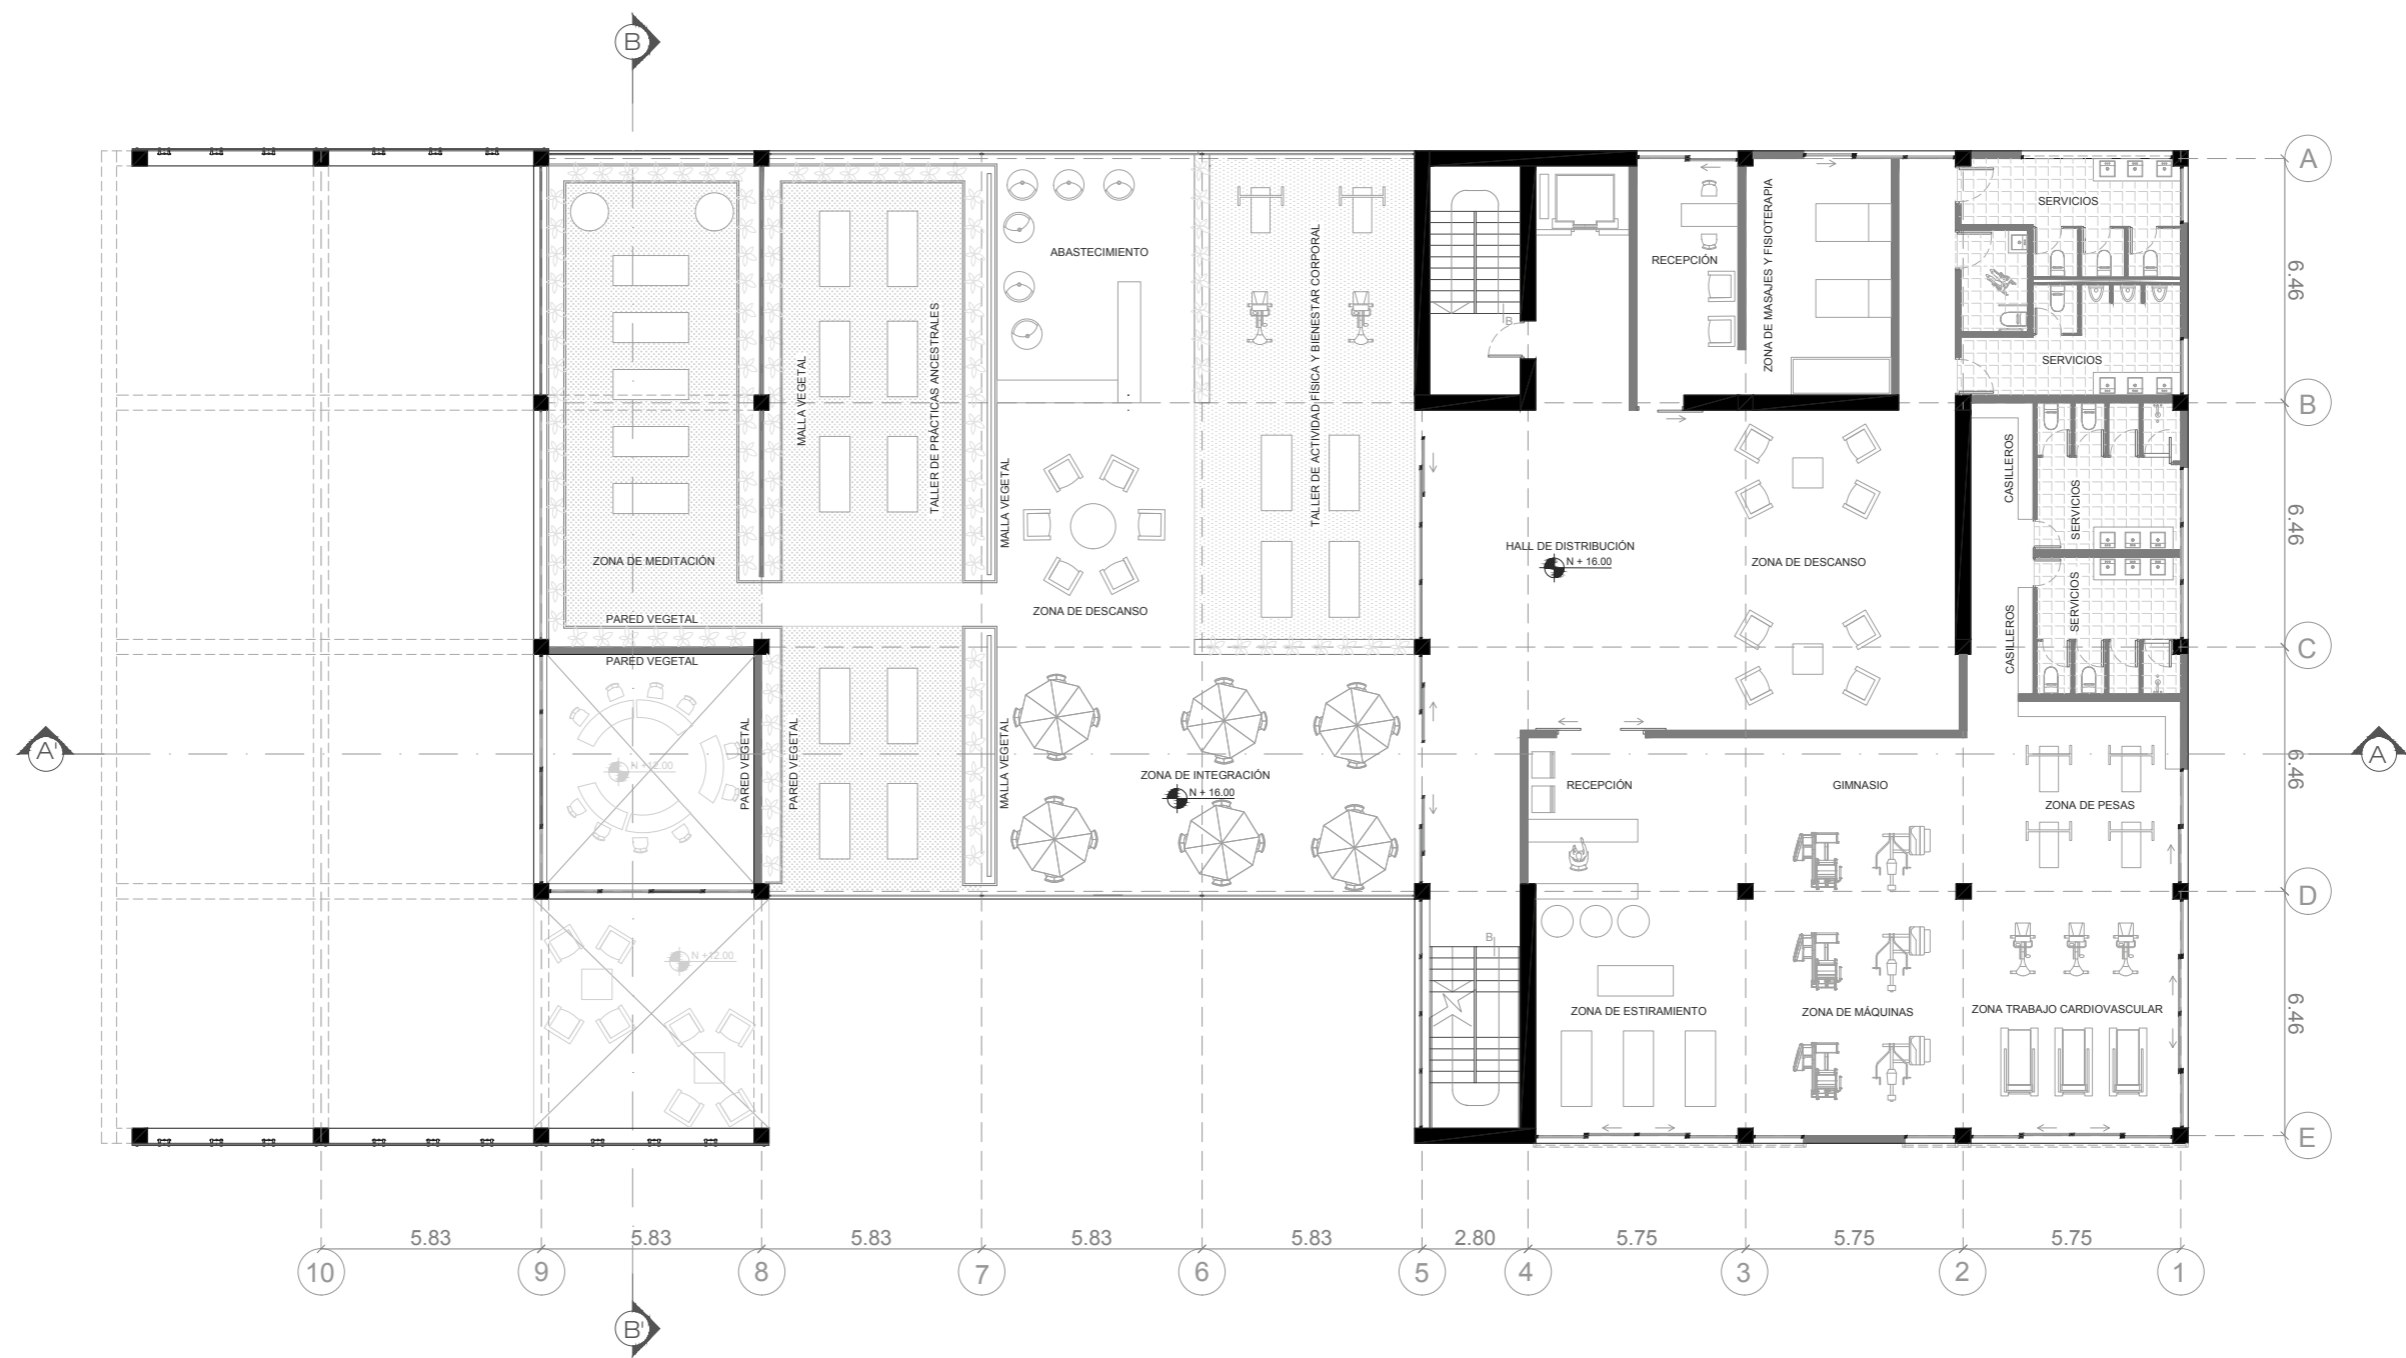 B
A
B
C
D
E
6.46
6.46
6.46
6.46
A'
A
SERVICIOS
SERVICIOS
ABASTECIMIENTO
RECEPCIÓN
ZONA DE MASAJES Y FISIOTERAPIA
TALLER DE ACTIVIDAD FÍSICA Y BIENESTAR CORPORAL
TALLER DE PRÁCTICAS ANCESTRALES
MALLA VEGETAL
MALLA VEGETAL
B
CASILLEROS
SERVICIOS
ZONA DE MEDITACIÓN
HALL DE DISTRIBUCIÓN
N + 16.00
ZONA DE DESCANSO
ZONA DE DESCANSO
CASILLEROS
SERVICIOS
PARED VEGETAL
PARED VEGETAL
PARED VEGETAL
PARED VEGETAL
MALLA VEGETAL
N +12.00
ZONA DE INTEGRACIÓN
N + 16.00
RECEPCIÓN
GIMNASIO
ZONA DE PESAS
B
N +12.00
ZONA DE ESTIRAMIENTO
ZONA DE MÁQUINAS
ZONA TRABAJO CARDIOVASCULAR
5.83
5.83
5.83
5.83
5.83
2.80
5.75
5.75
5.75
10
9
8
7
6
5
4
3
2
1
B'